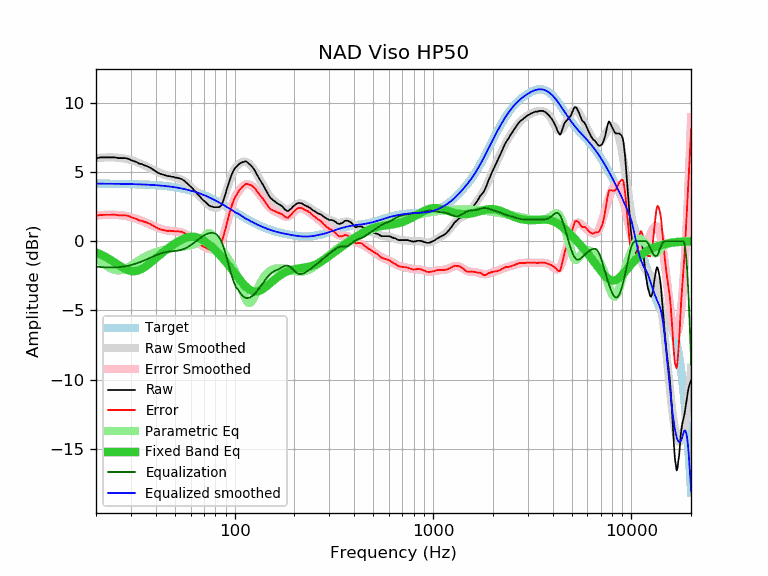 NAD Viso HP50
Amplitude (dBr)
10
5
0
−5
−10
−15
Target
Raw Smoothed
Error Smoothed
Raw
Error
Parametric Eq
Fixed Band Eq
Equalization
Equalized smoothed
100 1000 10000
Frequency (Hz)